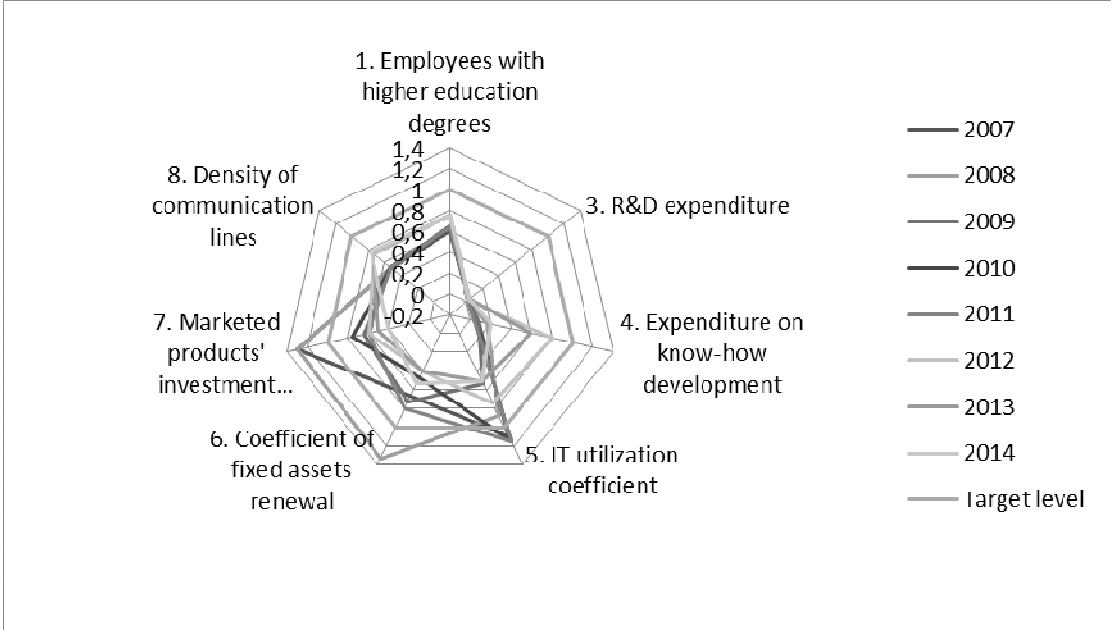 1. Employees with
higher education
degrees
1,4
1,2
1
0,8
0,6
0,4
0,2
0
-0,2
3. R&D expenditure
4. Expenditure on
know-how
development
5. IT utilization
coefficient
6. Coefficient of
fixed assets
renewal
7. Marketed
products'
investment...
8. Density of
communication
lines
2007
2008
2009
2010
2011
2012
2013
2014
Target level